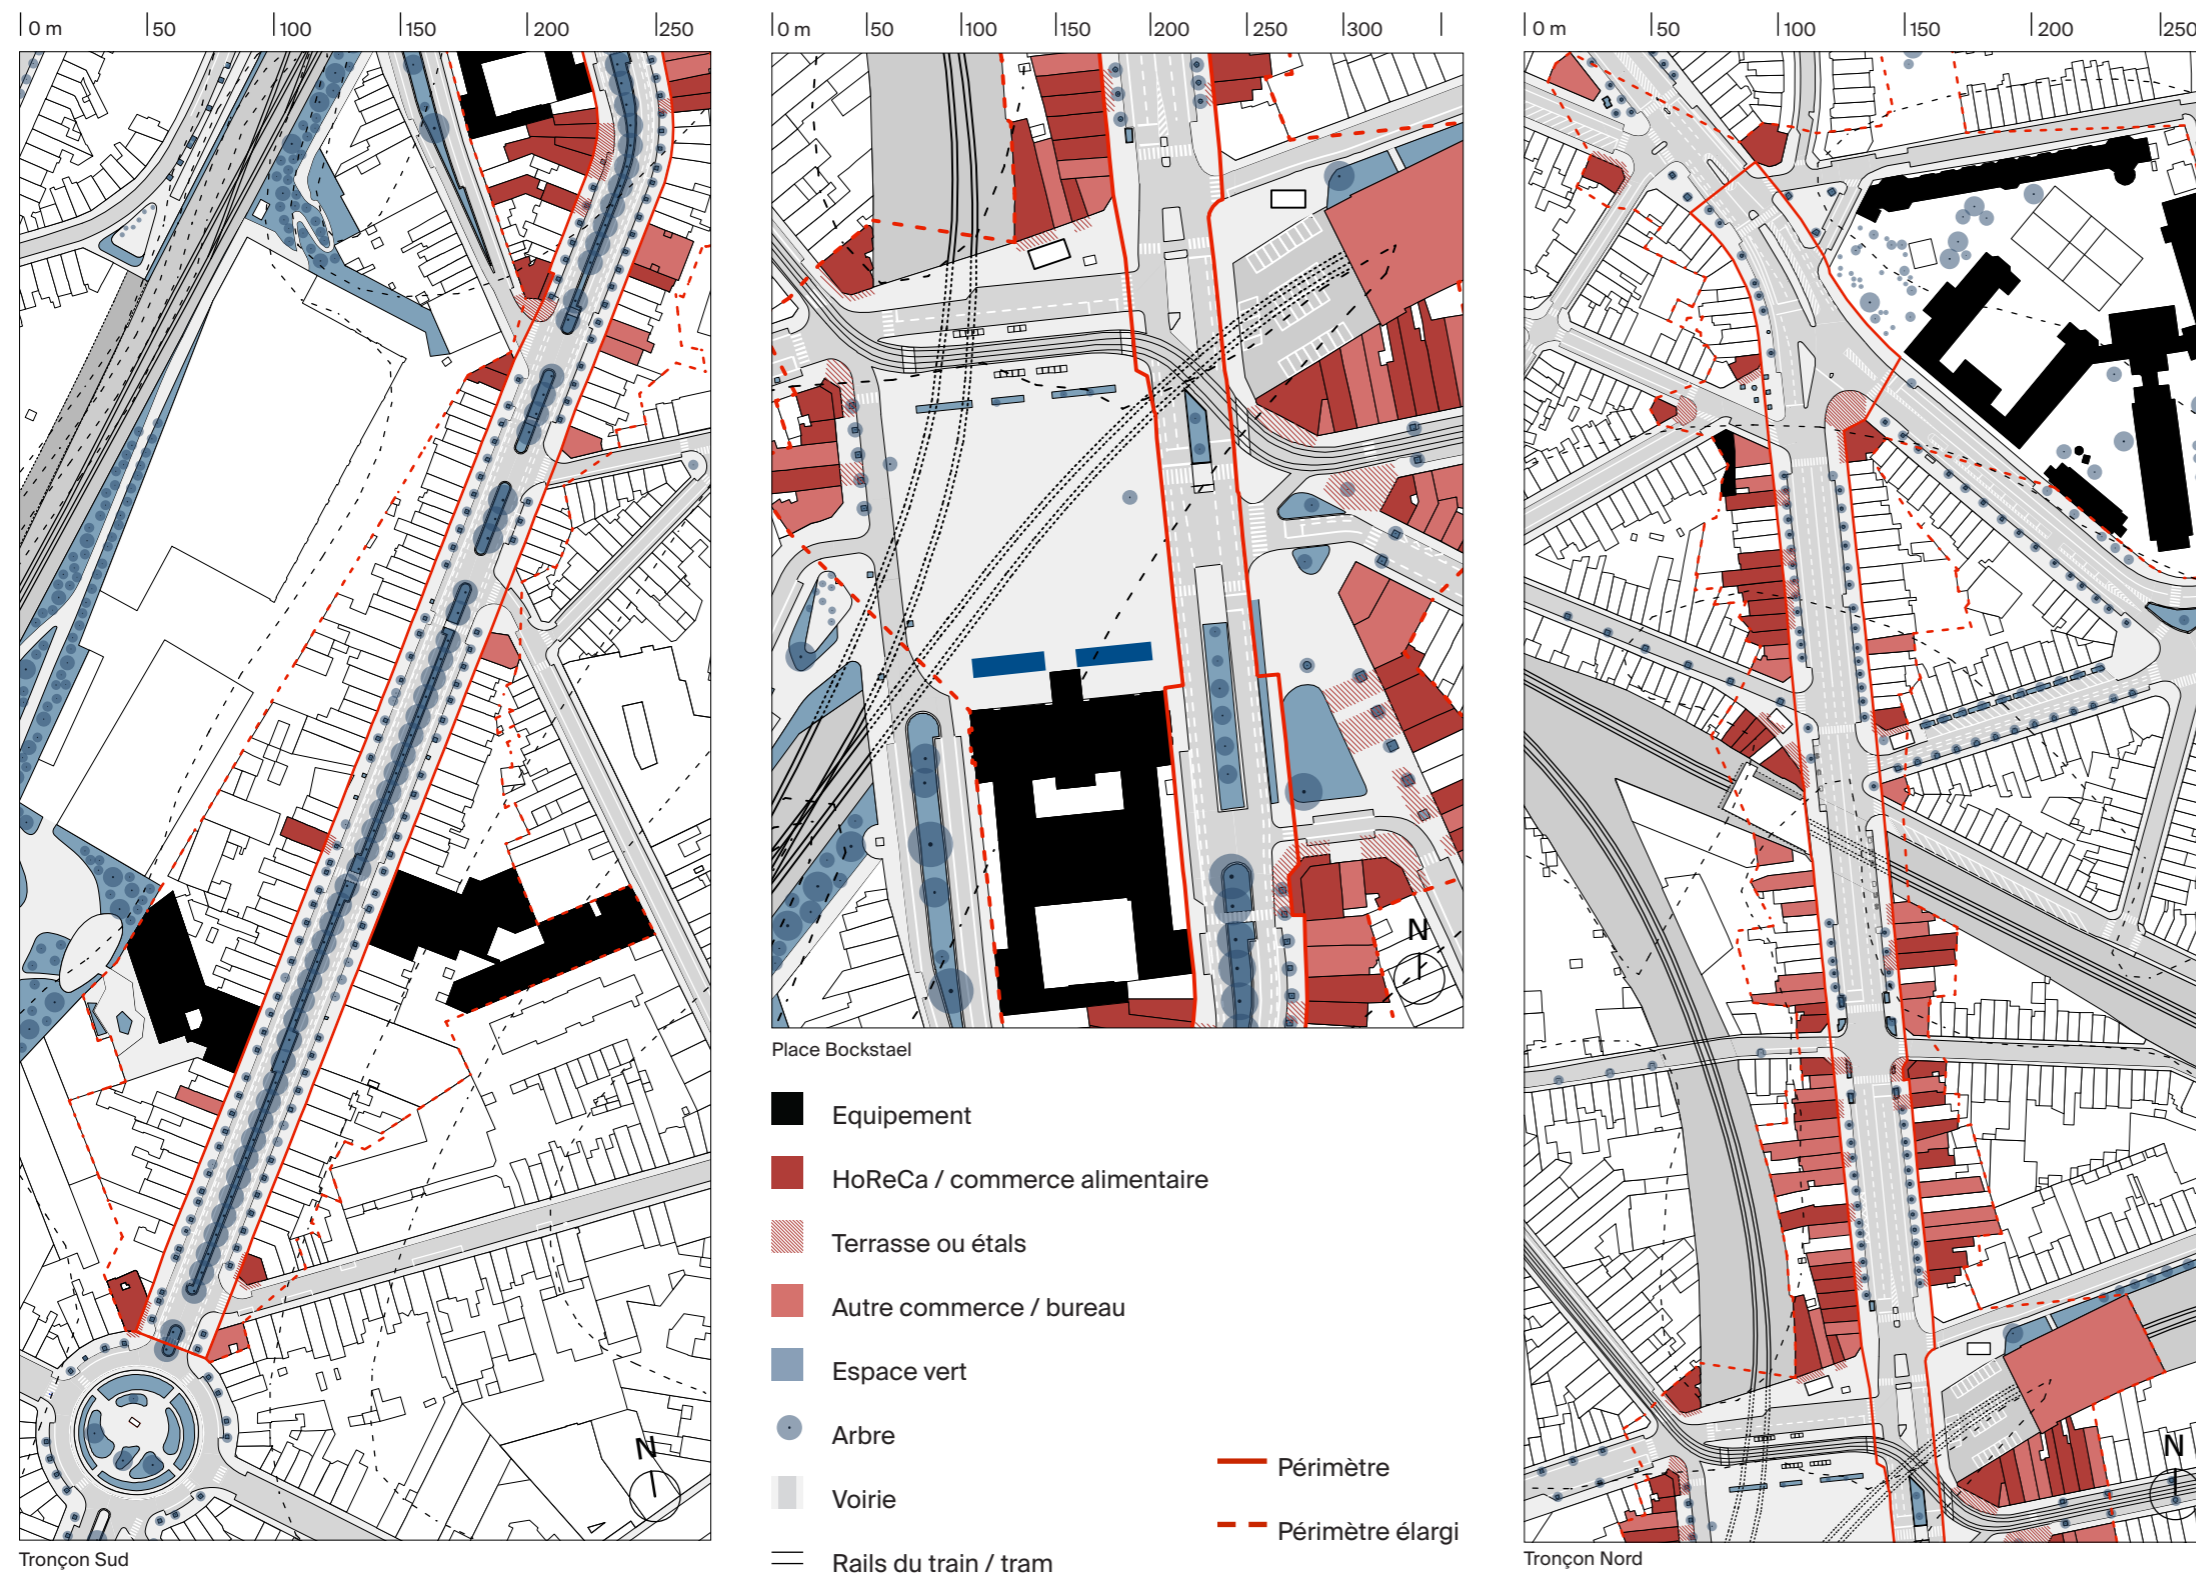 0 m 50 100 150 200 250
0 m 50 100 150 200 250 300
0 m 50 100 150 200 250
N
Place Bockstael
Equipement
HoReCa / commerce alimentaire
Terrasse ou étals
Autre commerce / bureau
Espace vert
Arbre
Voirie
Rails du train / tram
Périmètre
Périmètre élargi
N
Tronçon Sud
N
Tronçon Nord